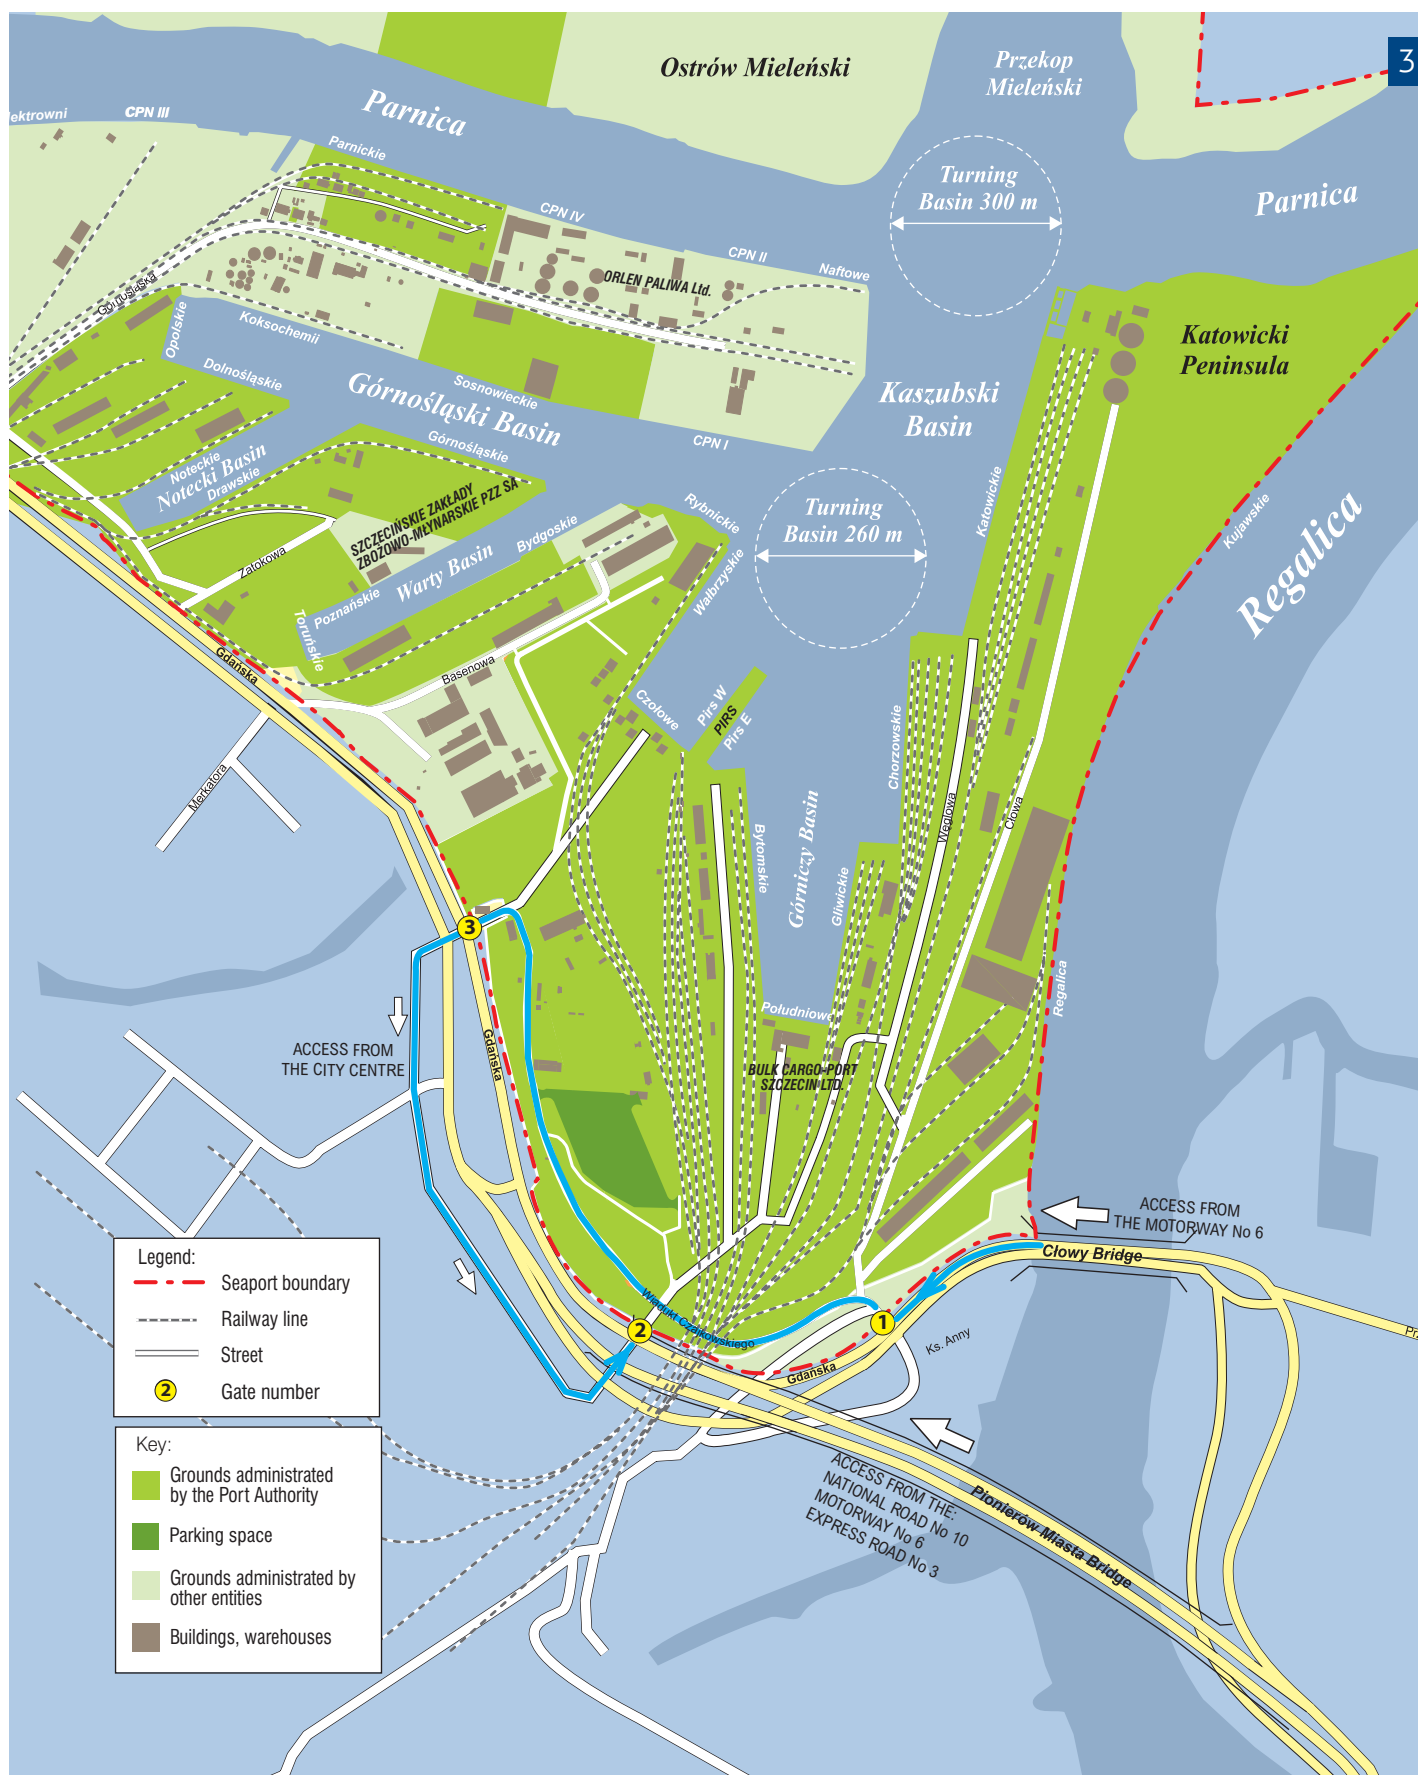 3
Ostrów Mieleński
Przekop
Mieleński
Parnica
CPN III
Parnickie
Turning
Basin 300 m
Parnica
CPN IV
CPN II
Naftowe
ORLEN PALIWA Ltd.
Górnośląska
Opolskie
Koksochemii
Katowicki
Peninsula
Dolnośląskie
Sosnowieckie
Górnośląski Basin
Kaszubski
Basin
CPN I
Górnośląskie
Noteckie
Notecki Basin
Drawskie
Katowickie
SZCZECIŃSKIE ZAKŁADY
ZBOŻOWO-MŁYNARSKIE PZZ SA
Rybnickie
Turning
Basin 260 m
Kujawskie
Regalica
Bydgoskie
Warty Basin
Wałbrzyskie
Zatokowa
Poznańskie
Toruńskie
Gdańska
Basenowa
Czołowe
Pirs W
PIRS
Pirs E
Chorzowskie
Merkatora
Węglowa
Cłowa
Bytomskie
Górniczy Basin
Gliwickie
3
Regalica
Południowe
Gdańska
ACCESS FROM
THE CITY CENTRE
BULK CARGO-PORT
SZCZECIN LTD.
ACCESS FROM
THE MOTORWAY No 6
Cłowy Bridge
Wiadukt Czajkowskiego
2
1
Ks. Anny
Gdańska
ACCESS FROM THE:
NATIONAL ROAD No 10
MOTORWAY No 6
EXPRESS ROAD No 3
Pionierów Miasta Bridge
Legend:
Seaport boundary
Railway line
Street
2
Gate number
Key:
Grounds administrated
by the Port Authority
Parking space
Grounds administrated by
other entities
Buildings, warehouses